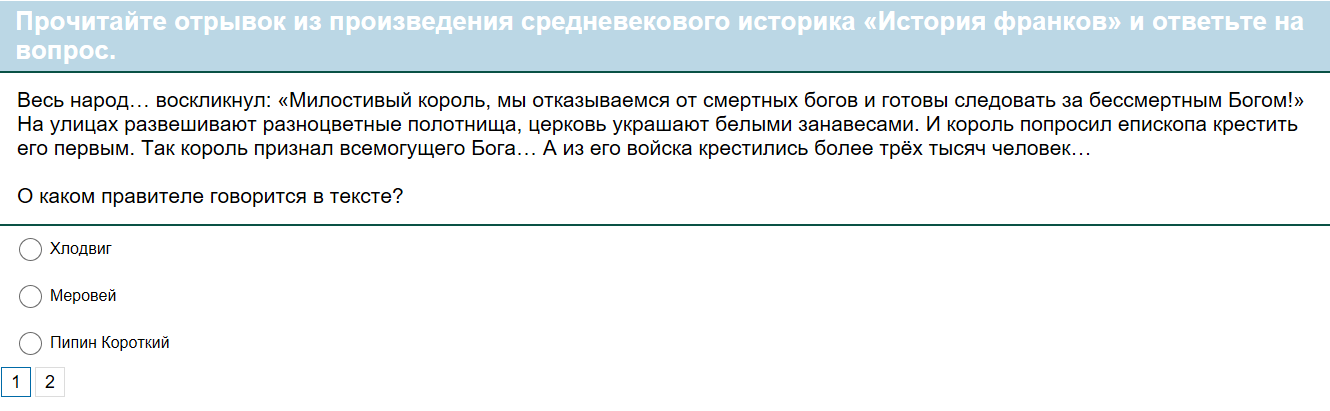 Прочитайте отрывок из произведения средневекового историка «История франков» и ответьте на
вопрос.
Весь народ… воскликнул: «Милостивый король, мы отказываемся от смертных богов и готовы следовать за бессмертным Богом!»
На улицах развешивают разноцветные полотнища, церковь украшают белыми занавесами. И король попросил епископа крестить
его первым. Так король признал всемогущего Бога… А из его войска крестились более трёх тысяч человек…
О каком правителе говорится в тексте?
Хлодвиг
Меровей
Пипин Короткий
1 2